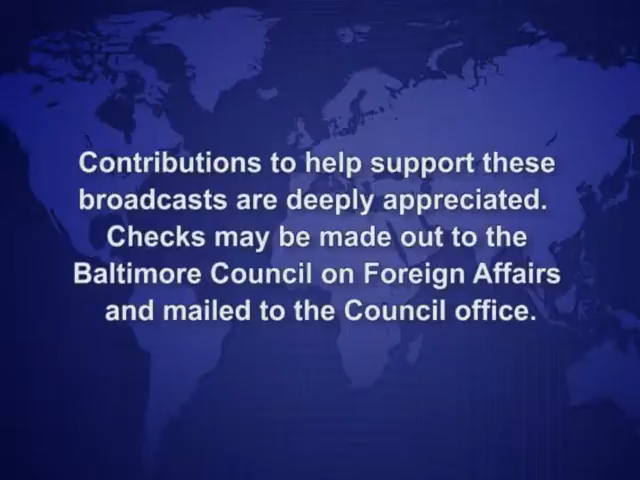 Contributions to help support these
broadcasts are deeply appreciated.
Checks may be made out to the
Baltimore Council on Foreign Affairs
and mailed to the Council office.